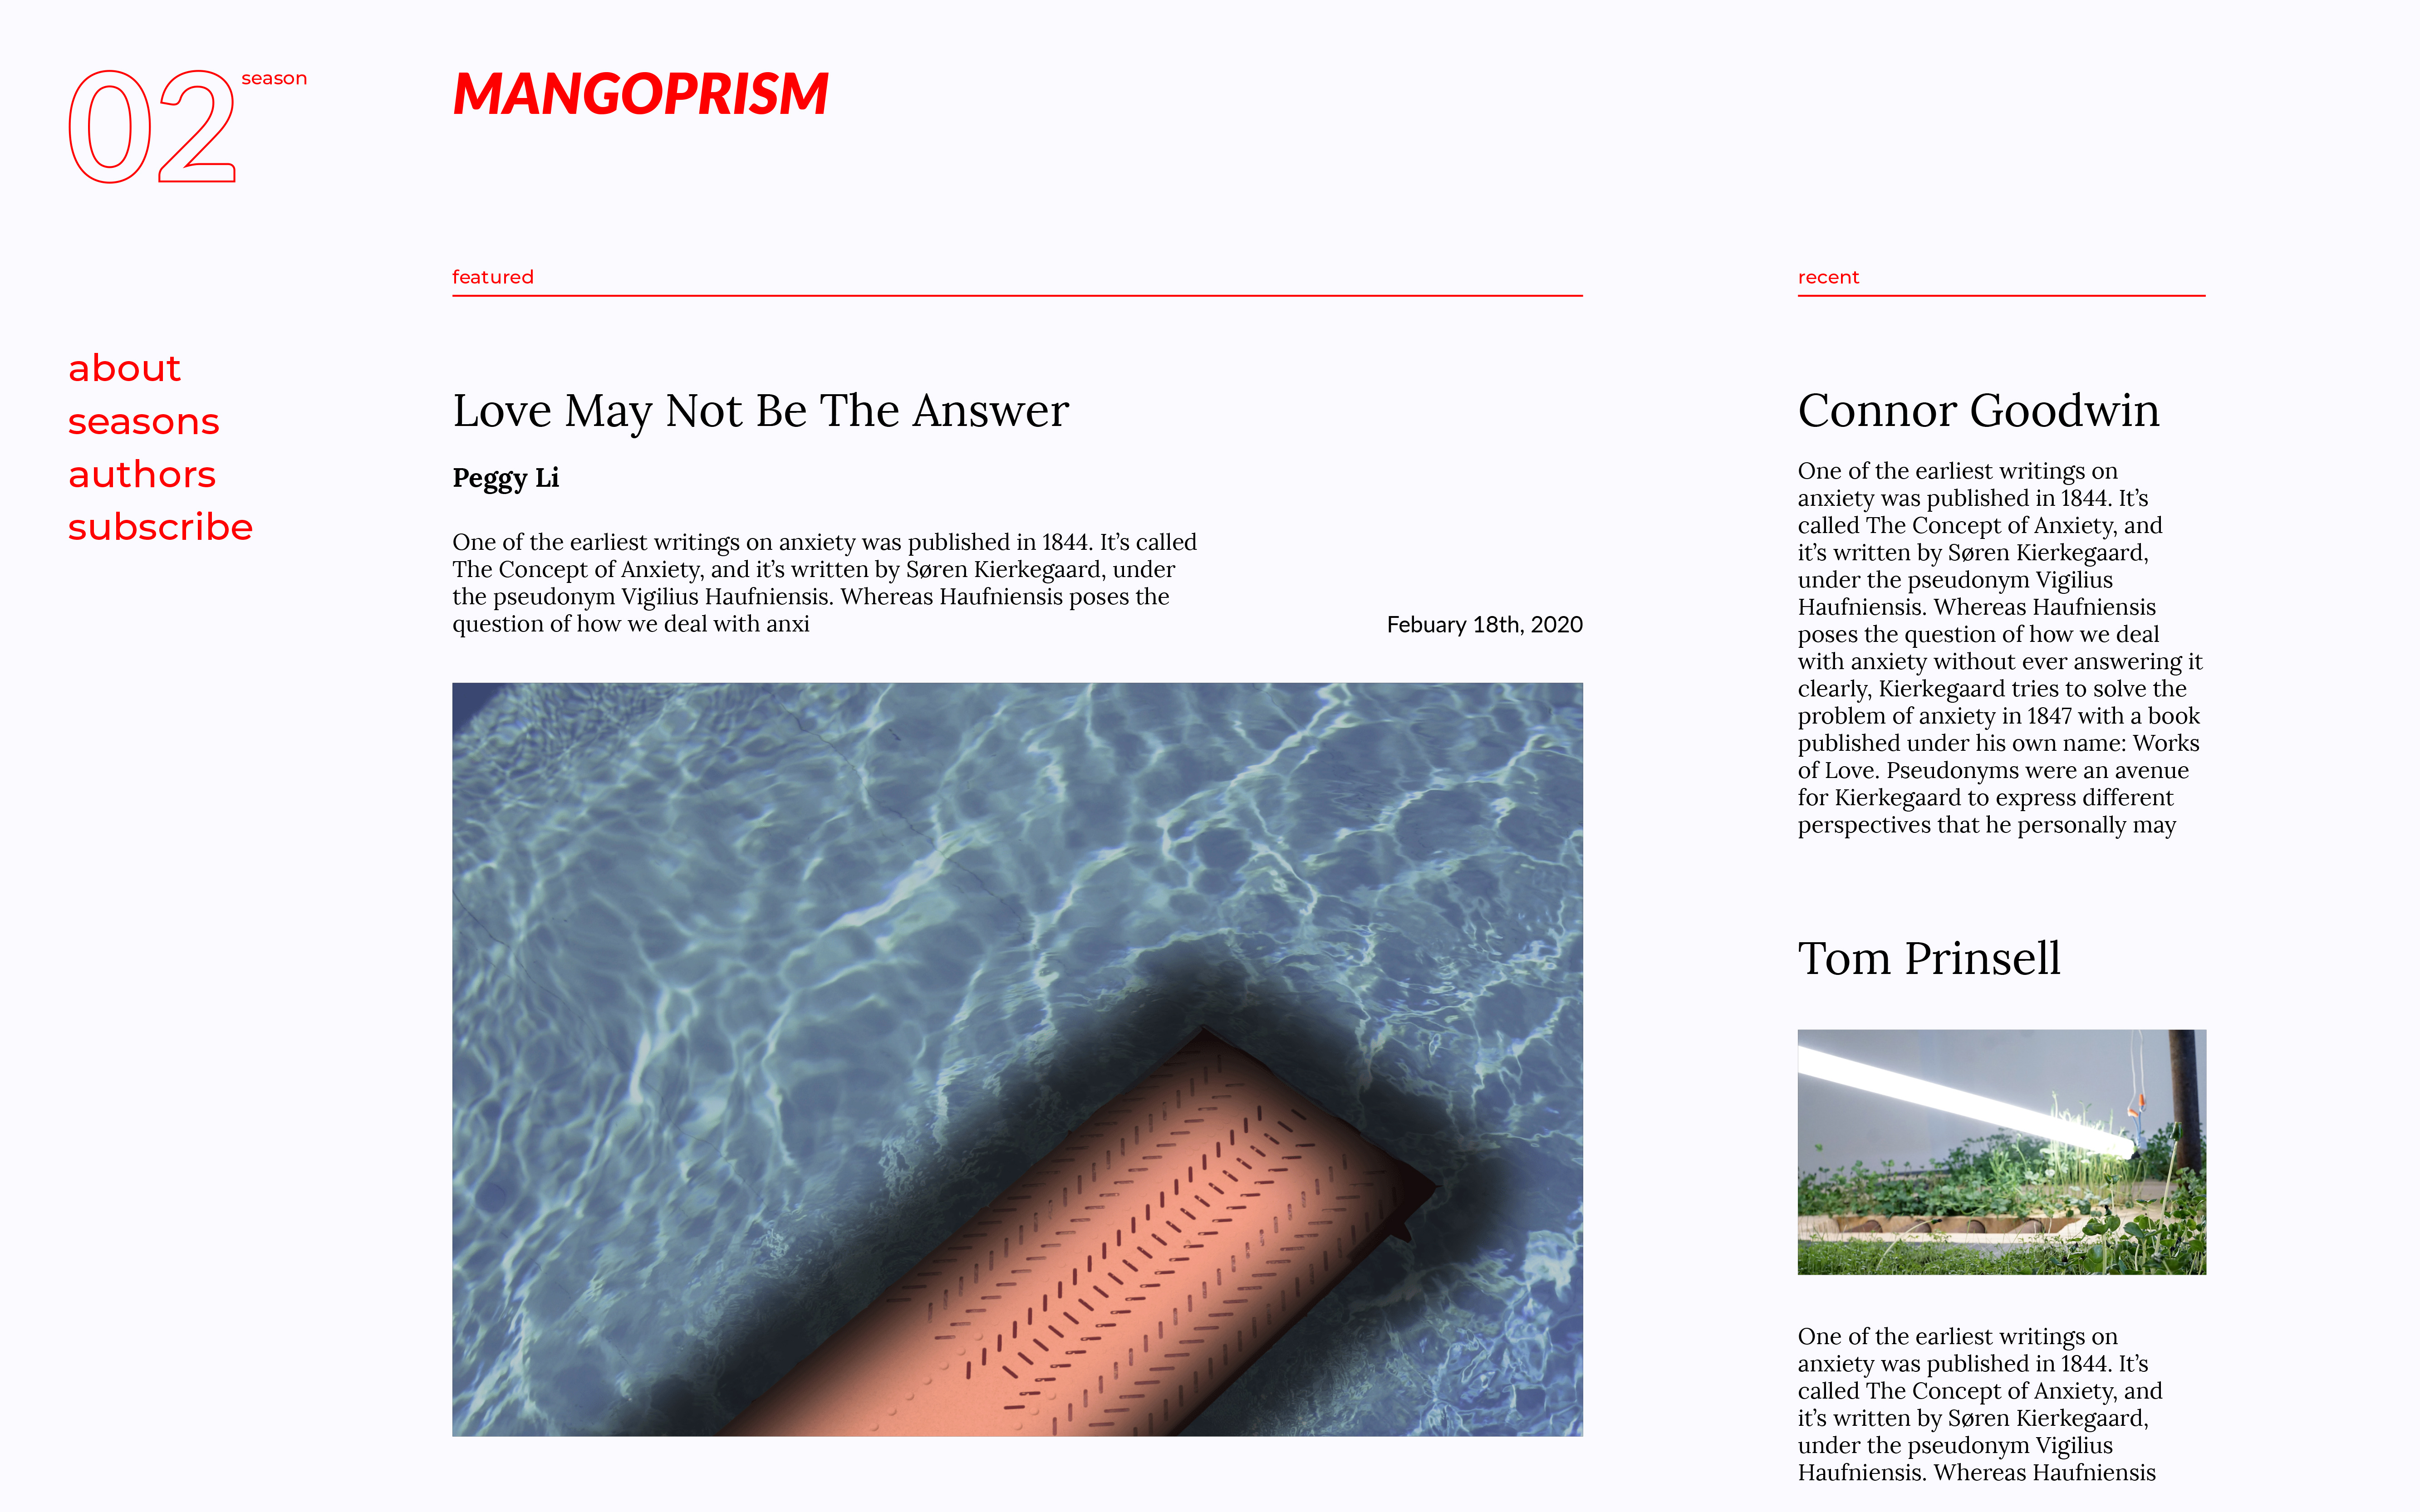 02 season
MANGOPRISM
about
seasons
authors
subscribe
featured
Love May Not Be The Answer
Peggy Li
One of the earliest writings on anxiety was published in 1844. It’s called
The Concept of Anxiety, and it’s written by Søren Kierkegaard, under
the pseudonym Vigilius Haufniensis. Whereas Haufniensis poses the
question of how we deal with anxi
Febuary 18th, 2020
recent
Connor Goodwin
One of the earliest writings on
anxiety was published in 1844. It’s
called The Concept of Anxiety, and
it’s written by Søren Kierkegaard,
under the pseudonym Vigilius
Haufniensis. Whereas Haufniensis
poses the question of how we deal
with anxiety without ever answering it
clearly, Kierkegaard tries to solve the
problem of anxiety in 1847 with a book
published under his own name: Works
of Love. Pseudonyms were an avenue
for Kierkegaard to express different
perspectives that he personally may
Tom Prinsell
One of the earliest writings on
anxiety was published in 1844. It’s
called The Concept of Anxiety, and
it’s written by Søren Kierkegaard,
under the pseudonym Vigilius
Haufniensis. Whereas Haufniensis